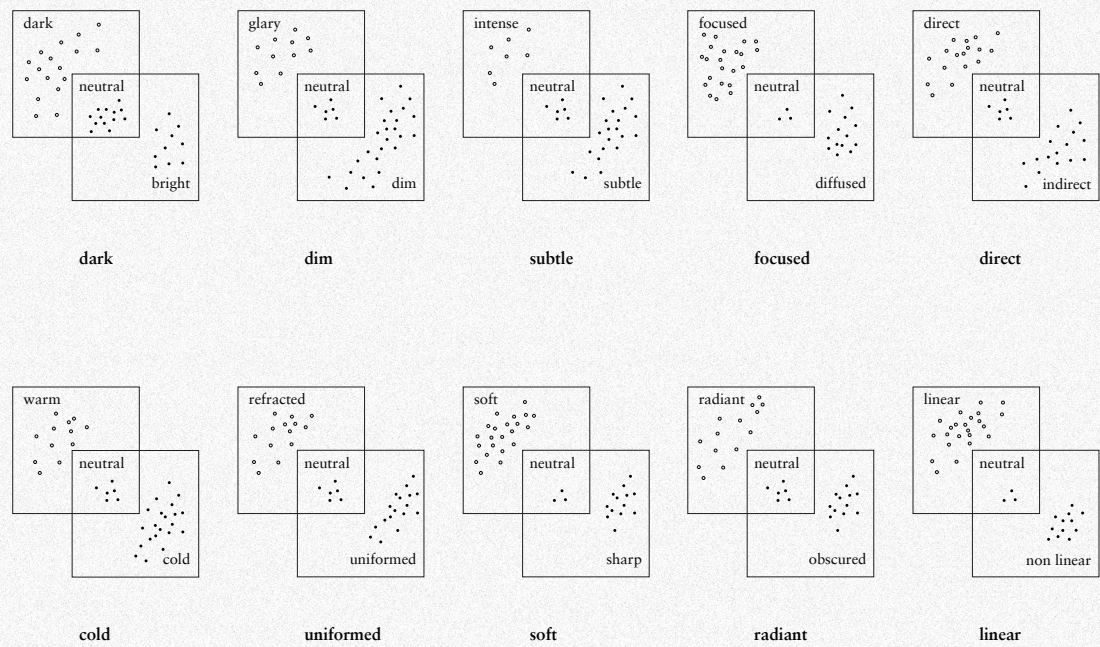 dark
neutral
bright
dark
glary
neutral
dim
dim
intense
neutral
subtle
subtle
focused
neutral
diffused
focused
direct
neutral
indirect
direct
warm
neutral
cold
cold
refracted
neutral
uniformed
uniformed
soft
neutral
sharp
soft
radiant
neutral
obscured
radiant
linear
neutral
non linear
linear